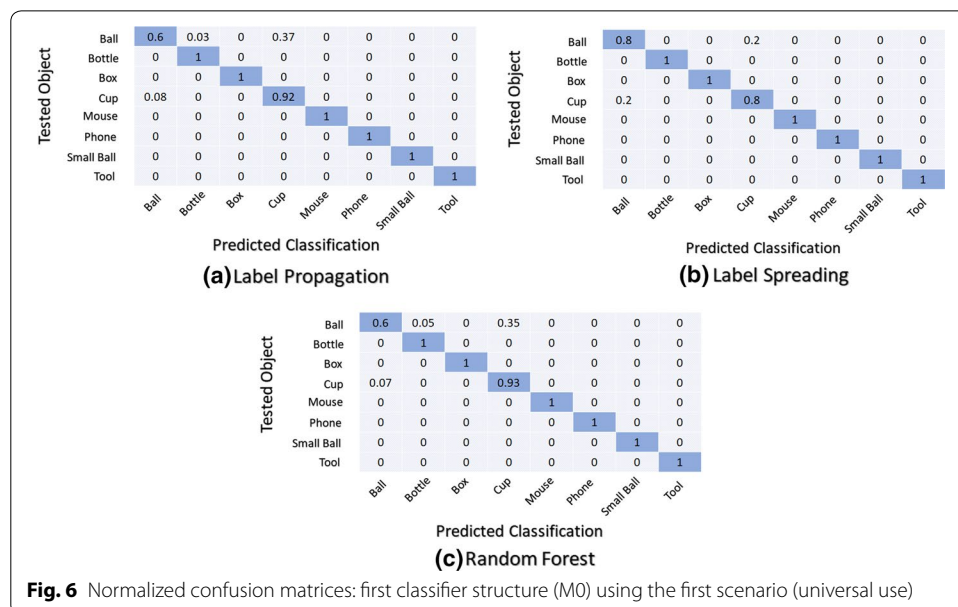 Tested Object
Ball 0.6 0.03 0 0.37 0 0 0 0
Bottle 0 1 0 0 0 0 0 0
Box 0 0 1 0 0 0 0 0
Cup 0.08 0 0 0.92 0 0 0 0
Mouse 0 0 0 0 1 0 0 0
Phone 0 0 0 0 0 1 0 0
Small Ball 0 0 0 0 0 0 1 0
Tool 0 0 0 0 0 0 0 1
Ball Bottle Box Cup Mouse Phone Small Ball Tool
Predicted Classification
(a) Label Propagation
Tested Object
Ball 0.8 0 0 0.2 0 0 0 0
Bottle 0 1 0 0 0 0 0 0
Box 0 0 1 0 0 0 0 0
Cup 0.2 0 0 0.8 0 0 0 0
Mouse 0 0 0 0 1 0 0 0
Phone 0 0 0 0 0 1 0 0
Small Ball 0 0 0 0 0 0 1 0
Tool 0 0 0 0 0 0 0 1
Ball Bottle Box Cup Mouse Phone Small Ball Tool
Predicted Classification
(b) Label Spreading
Tested Object
Ball 0.6 0.05 0 0.35 0 0 0 0
Bottle 0 1 0 0 0 0 0 0
Box 0 0 1 0 0 0 0 0
Cup 0.07 0 0 0.93 0 0 0 0
Mouse 0 0 0 0 1 0 0 0
Phone 0 0 0 0 0 1 0 0
Small Ball 0 0 0 0 0 0 1 0
Tool 0 0 0 0 0 0 0 1
Ball Bottle Box Cup Mouse Phone Small Ball Tool
Predicted Classification
(c) Random Forest
Fig. 6 Normalized confusion matrices: first classifier structure (M0) using the first scenario (universal use)